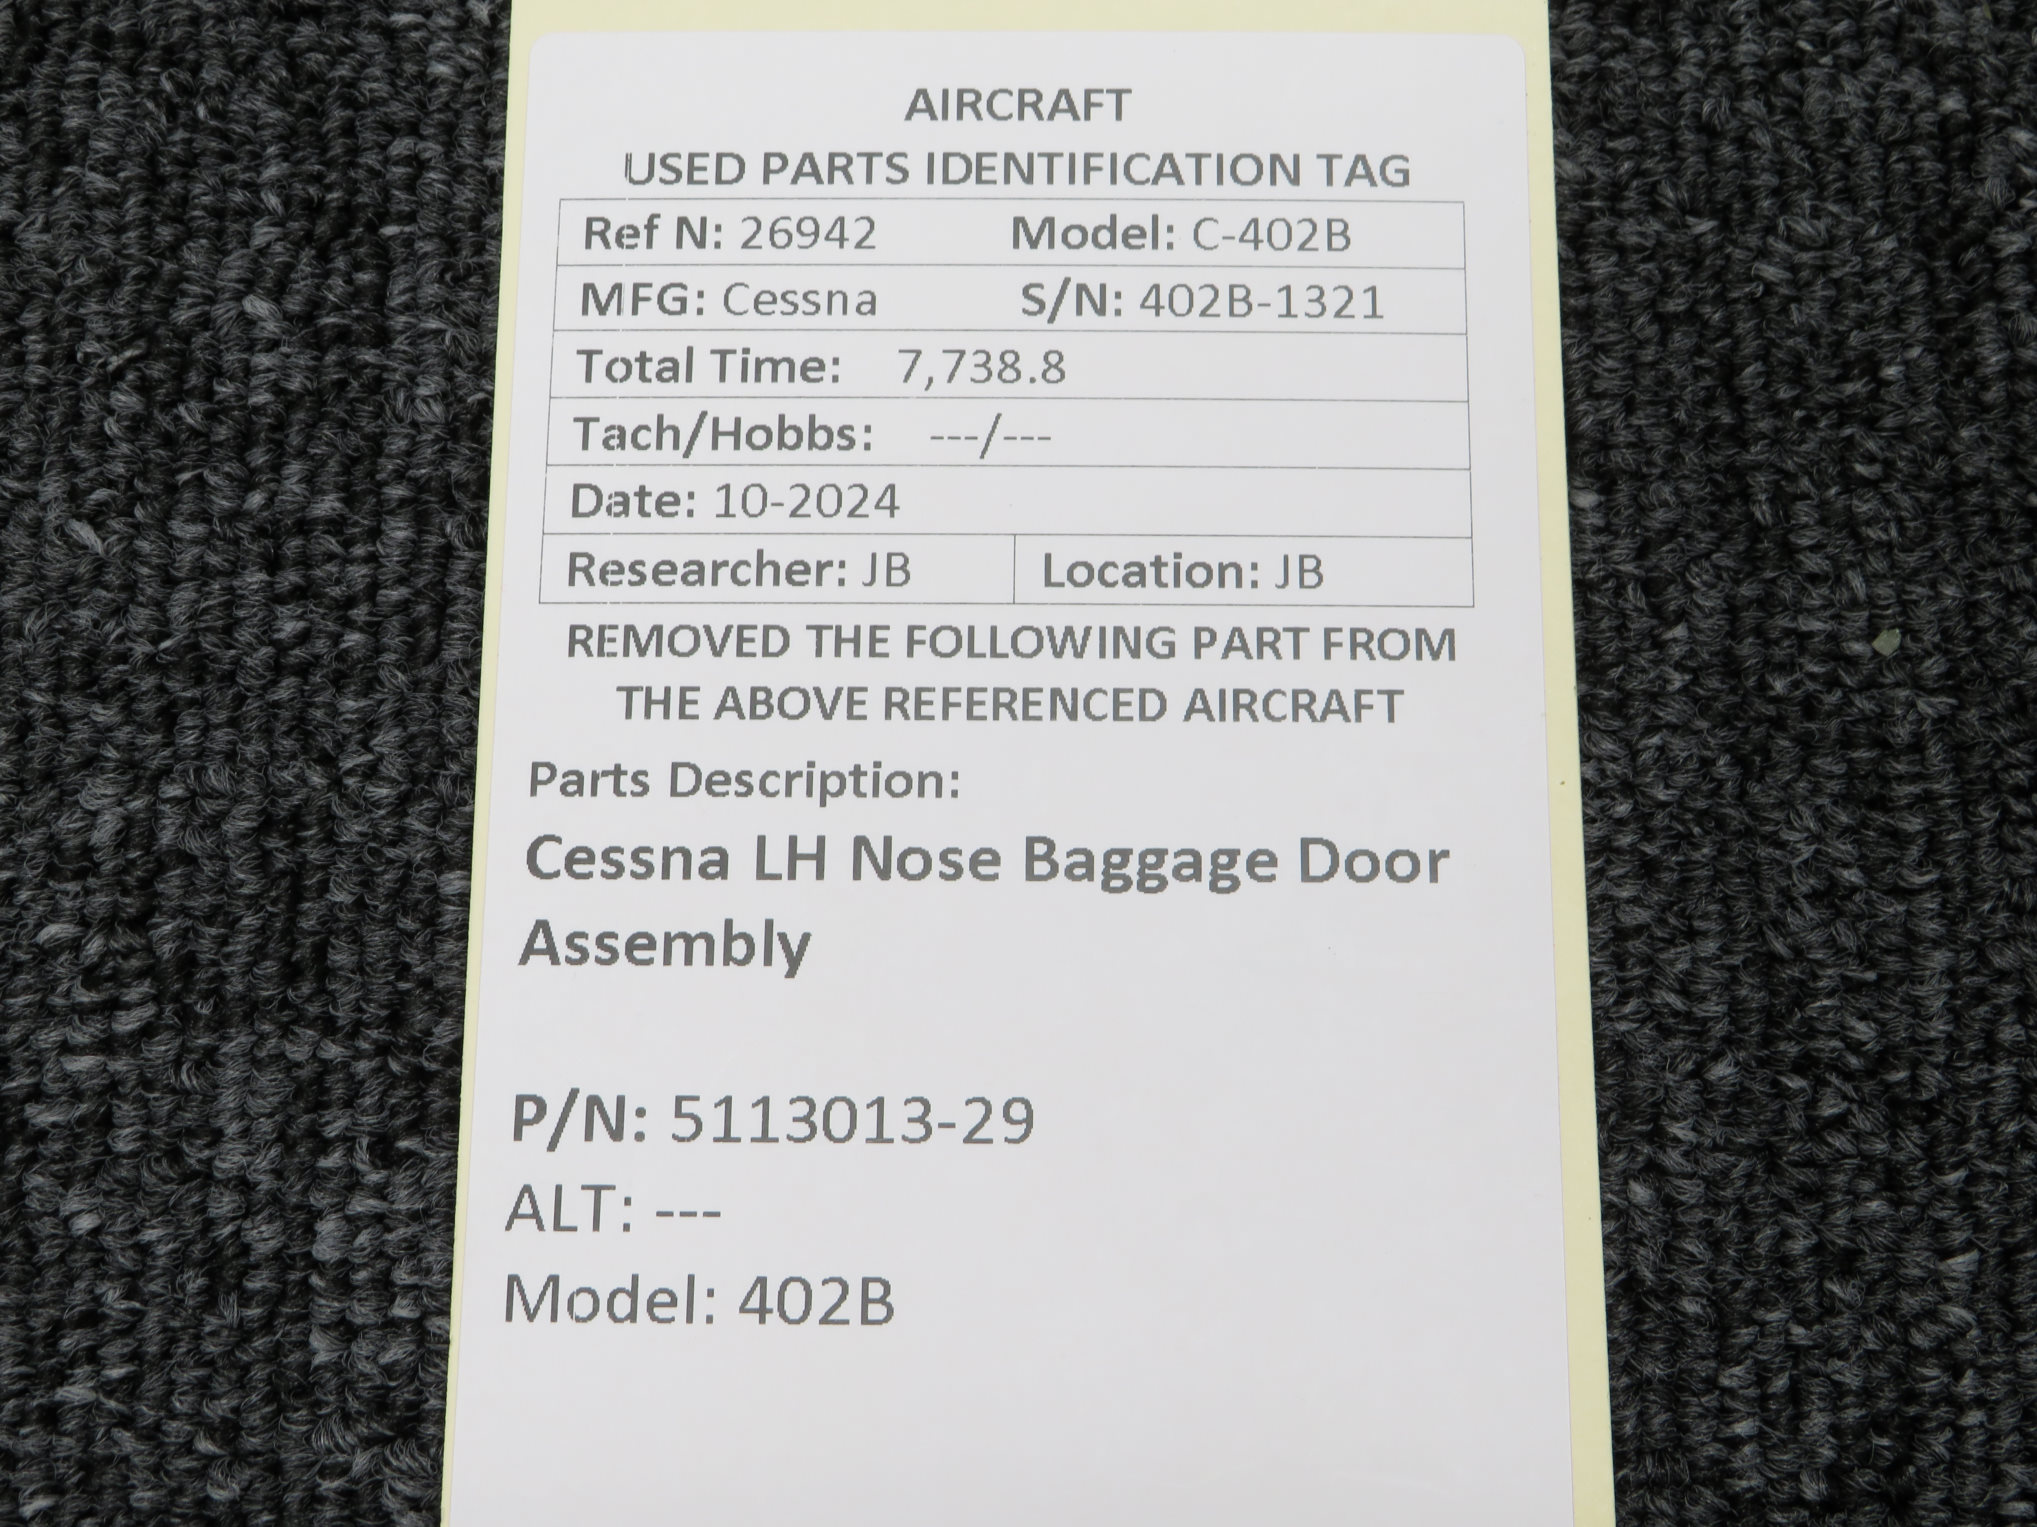 AIRCRAFT
USED PARTS IDENTIFICATION TAG
Ref N: 26942 Model: C-402B
MFG: Cessna S/N: 402B-1321
Total Time: 7,738.8
Tach/Hobbs: ---/---
Date: 10-2024
Researcher: JB Location: JB
REMOVED THE FOLLOWING PART FROM
THE ABOVE REFERENCED AIRCRAFT
Parts Description:
Cessna LH Nose Baggage Door
Assembly
P/N: 5113013-29
ALT: ---
Model: 402B